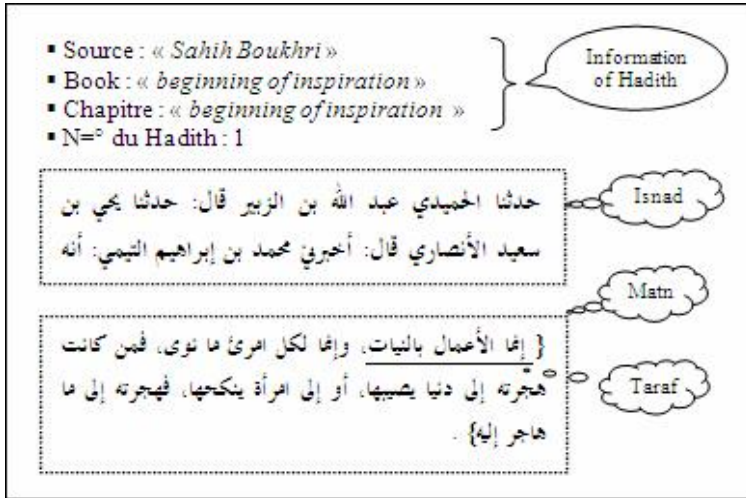 ▪ Source : « Sahih Boukhri »
▪ Book : « beginning of inspiration »
▪ Chapitre : « beginning of inspiration »
▪ N=° du Hadith : 1
Information
of Hadith
حدثنا الحميدي عبد الله بن الزبير قال: حدثنا يحي بن
سعيد الأنصاري قال: أخبرني محمد بن إبراهيم التيمي: أنه
Isnad
Matn
{ إنما الأعمال بالنيات، وإنما لكل امرئ ما نوى، فمن كانت
هجرته إلى دنيا يصيبها، أو إلى امرأة ينكحها، فهجرته إلى ما
هاجر إليه} .
Taraf